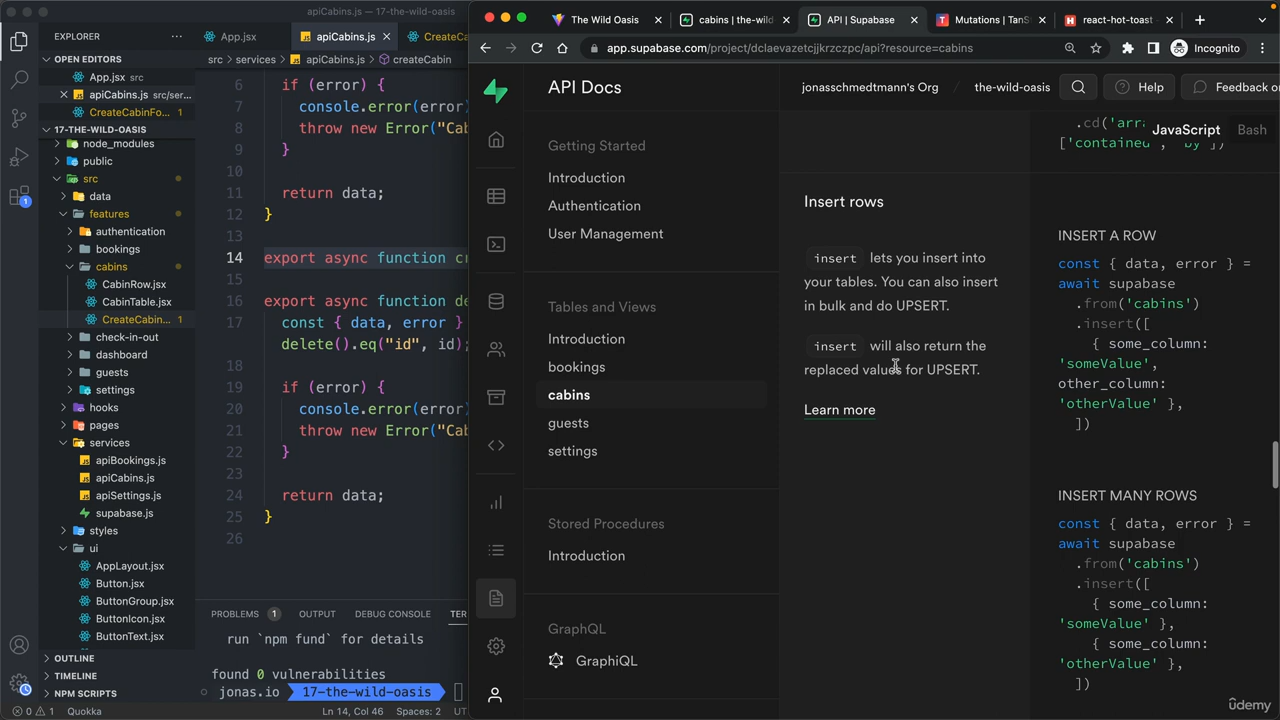 apiCabins.js — 17-the-wild-oasis
EXPLORER
OPEN EDITORS
App.jsx src
apiCabins.js src/ser...
CreateCabinFo... 1
17-THE-WILD-OASIS
node_modules
public
src
data
features
authentication
bookings
cabins
CabinRow.jsx
CabinTable.jsx
CreateCabin... 1
check-in-out
dashboard
guests
settings
hooks
pages
services
apiBookings.js
apiCabins.js
apiSettings.js
supabase.js
styles
ui
AppLayout.jsx
Button.jsx
ButtonGroup.jsx
ButtonIcon.jsx
ButtonText.jsx
OUTLINE
TIMELINE
NPM SCRIPTS
1
App.jsx
apiCabins.js
CreateCa
src > services > apiCabins.js > createCabin
6 if (error) {
7 console.error(error)
8 throw new Error("Cab
9 }
10
11 return data;
12 }
13
14 export async function cr
15
16 export async function de
17 const { data, error }
delete().eq("id", id);
18
19 if (error) {
20 console.error(error)
21 throw new Error("Cab
22 }
23
24 return data;
25 }
26
PROBLEMS 1 OUTPUT DEBUG CONSOLE TER
run `npm fund` for details
found 0 vulnerabilities
jonas.io 17-the-wild-oasis
0 1 Quokka
Ln 14, Col 46 Spaces: 2 UT
The Wild Oasis
cabins | the-wild
API | Supabase
Mutations | TanS
react-hot-toast —
app.supabase.com/project/dclaevazetcjjkrzczpc/api?resource=cabins
Incognito
API Docs
jonasschmedtmann's Org / the-wild-oasis
Help
Feedback on
Getting Started
Introduction
Authentication
User Management
Tables and Views
Introduction
bookings
cabins
guests
settings
Stored Procedures
Introduction
GraphQL
GraphiQL
Insert rows
insert lets you insert into
your tables. You can also insert
in bulk and do UPSERT.
insert will also return the
replaced values for UPSERT.
Learn more
JavaScript Bash
.cd('arra
['contained', 'by'])
INSERT A ROW
const { data, error } =
await supabase
.from('cabins')
.insert([
{ some_column:
'someValue',
other_column:
'otherValue' },
])
INSERT MANY ROWS
const { data, error } =
await supabase
.from('cabins')
.insert([
{ some_column:
'someValue' },
{ some_column:
'otherValue' },
])
udemy